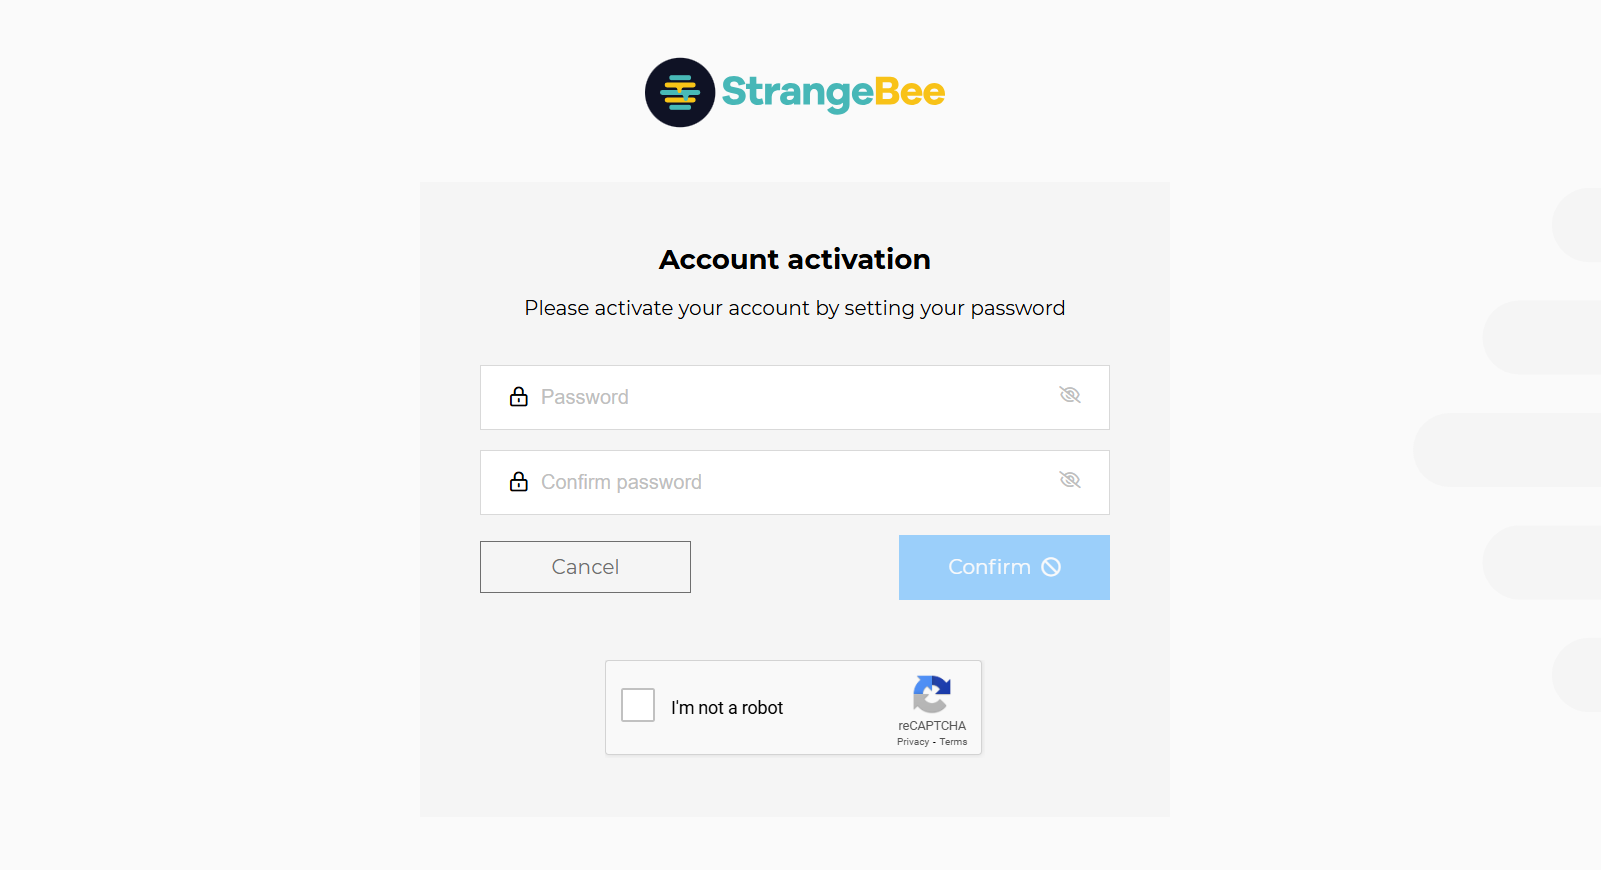 StrangeBee
Account activation
Please activate your account by setting your password
Password
Confirm password
Cancel
Confirm
I'm not a robot
reCAPTCHA
Privacy - Terms